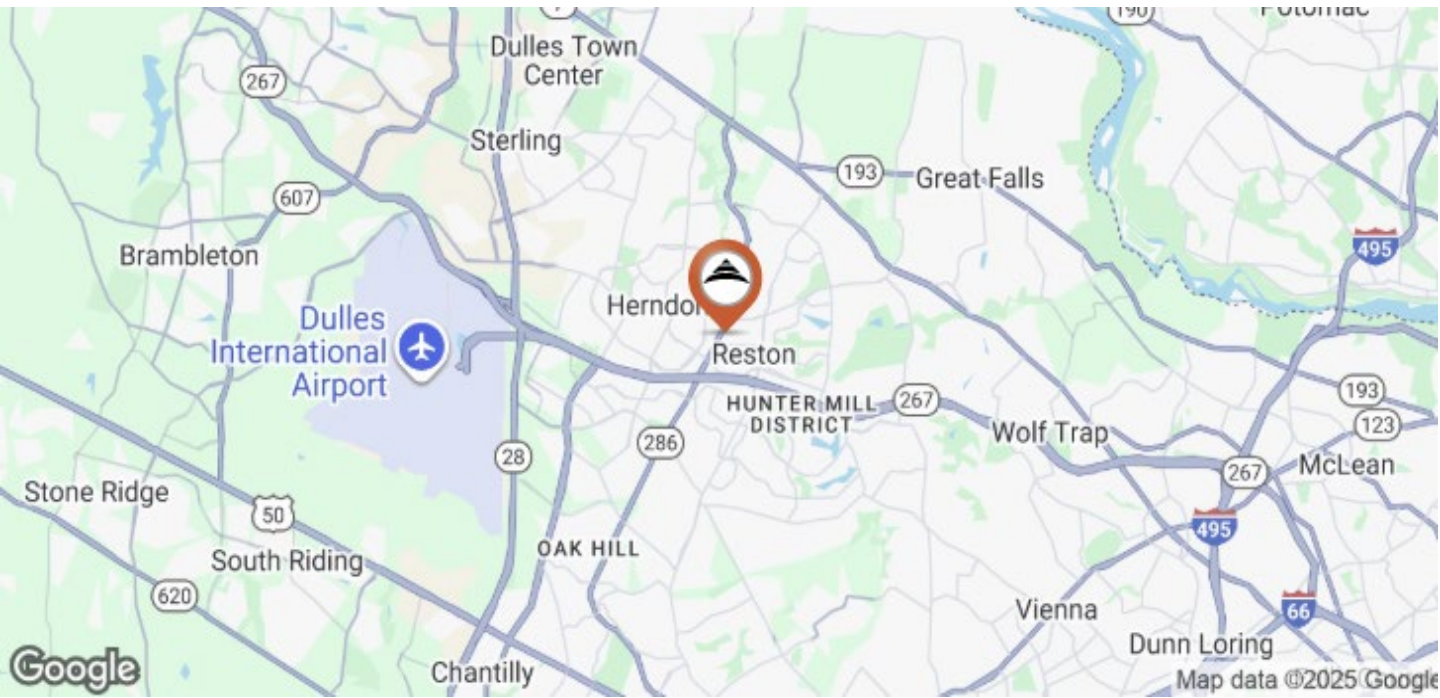 7
190
Potomac
Dulles Town
Center
267
Sterling
193
Great Falls
607
495
Brambleton
Herndon
Dulles
International
Airport
Reston
193
HUNTER MILL
DISTRICT
267
123
Wolf Trap
286
28
267
McLean
Stone Ridge
50
495
OAK HILL
South Riding
620
Vienna
66
Dunn Loring
Chantilly
Google
Map data ©2025 Google